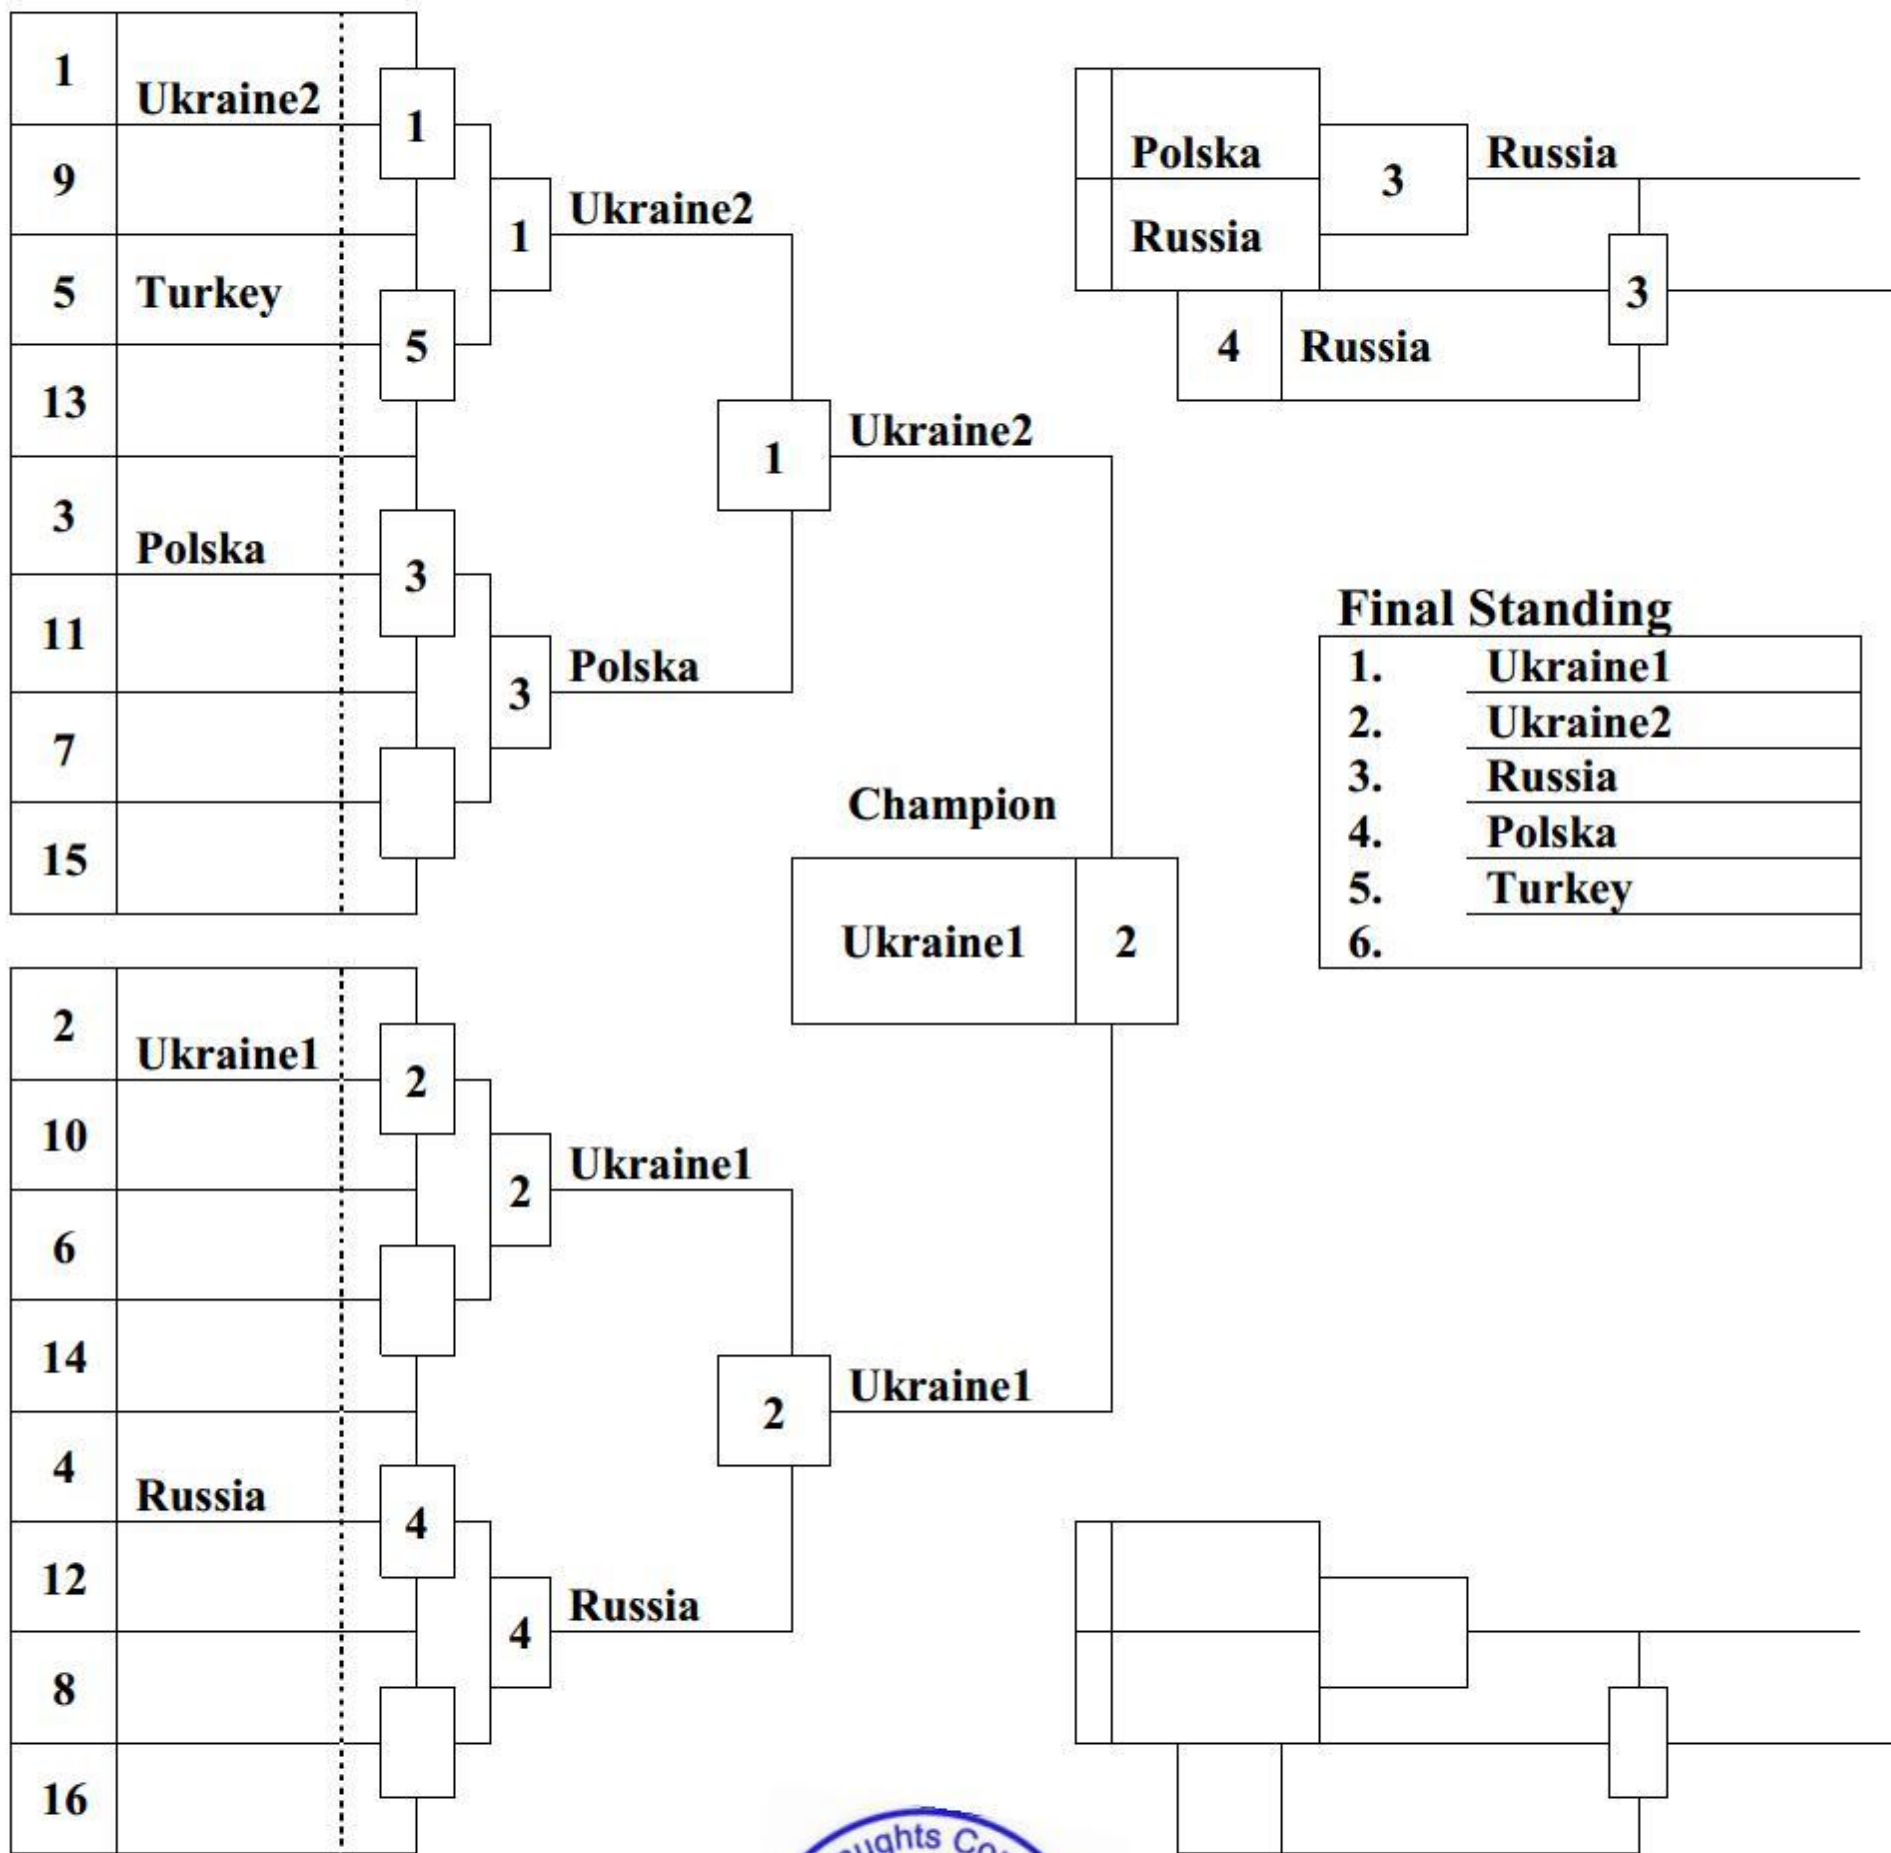 1 Ukraine2
1
9
5 Turkey
5
13
1 Ukraine2
3 Polska
3
11
7
15
3 Polska
1 Ukraine2
2 Ukraine1
2
10
6
14
2 Ukraine1
4 Russia
4
12
8
16
4 Russia
2 Ukraine1
Champion
Ukraine1 2
Polska
Russia
3 Russia
4 Russia
3
Final Standing
1. Ukraine1
2. Ukraine2
3. Russia
4. Polska
5. Turkey
6.